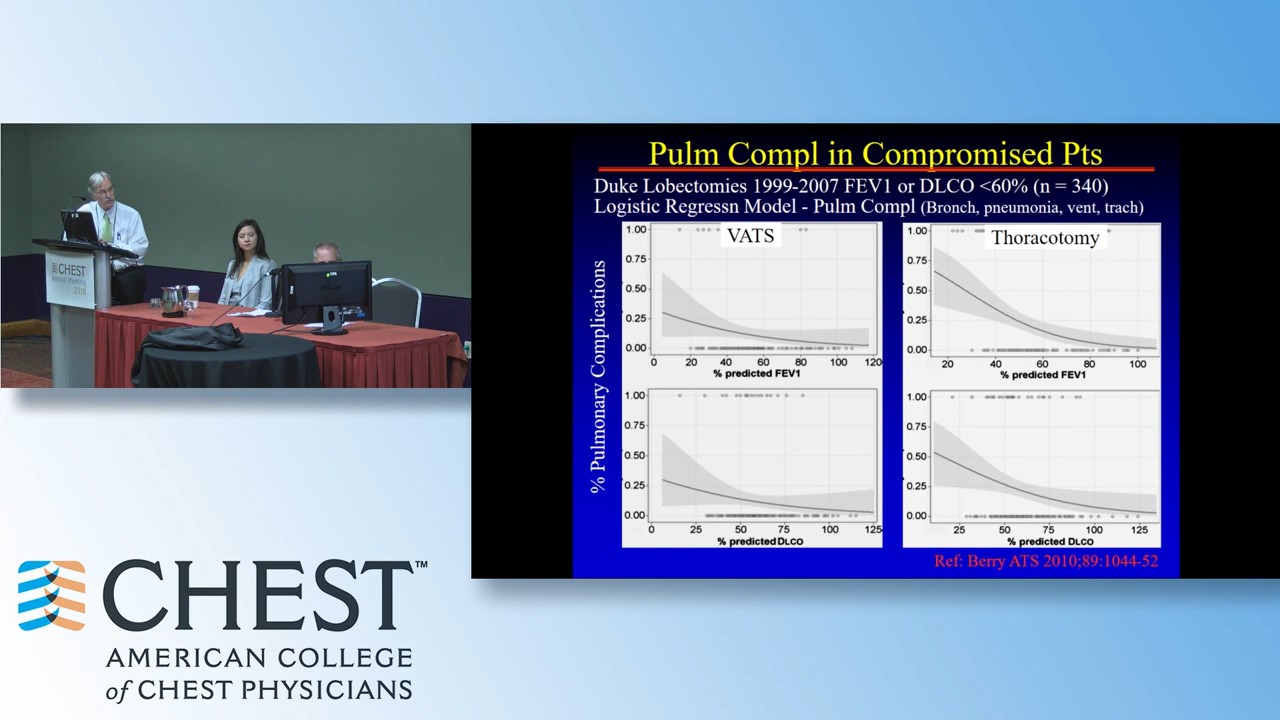 CHEST
Annual Meeting
2018
Pulm Compl in Compromised Pts
Duke Lobectomies 1999-2007 FEV1 or DLCO <60% (n = 340)
Logistic Regressn Model - Pulm Compl (Bronch, pneumonia, vent, trach)
% Pulmonary Complications
VATS
1.00
0.75
0.50
0.25
0.00
0 20 40 60 80 100 120
% predicted FEV1
Thoracotomy
1.00
0.75
0.50
0.25
0.00
20 40 60 80 100
% predicted FEV1
1.00
0.75
0.50
0.25
0.00
0 25 50 75 100 125
% predicted DLCO
1.00
0.75
0.50
0.25
0.00
25 50 75 100 125
% predicted DLCO
Ref: Berry ATS 2010;89:1044-52
CHEST™
AMERICAN COLLEGE
of CHEST PHYSICIANS